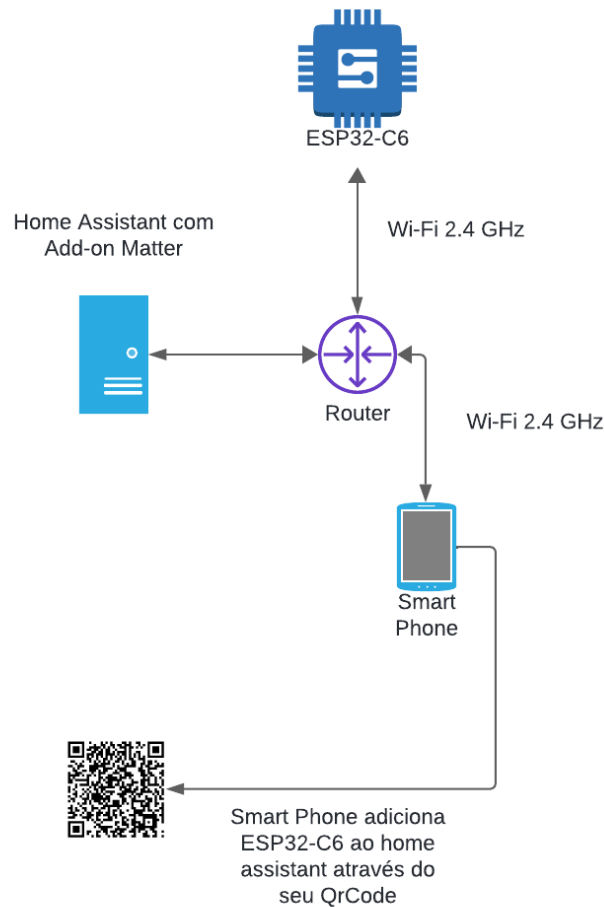 ESP32-C6
Home Assistant com
Add-on Matter
Wi-Fi 2.4 GHz
Router
Wi-Fi 2.4 GHz
Smart
Phone
Smart Phone adiciona
ESP32-C6 ao home
assistant através do
seu QrCode